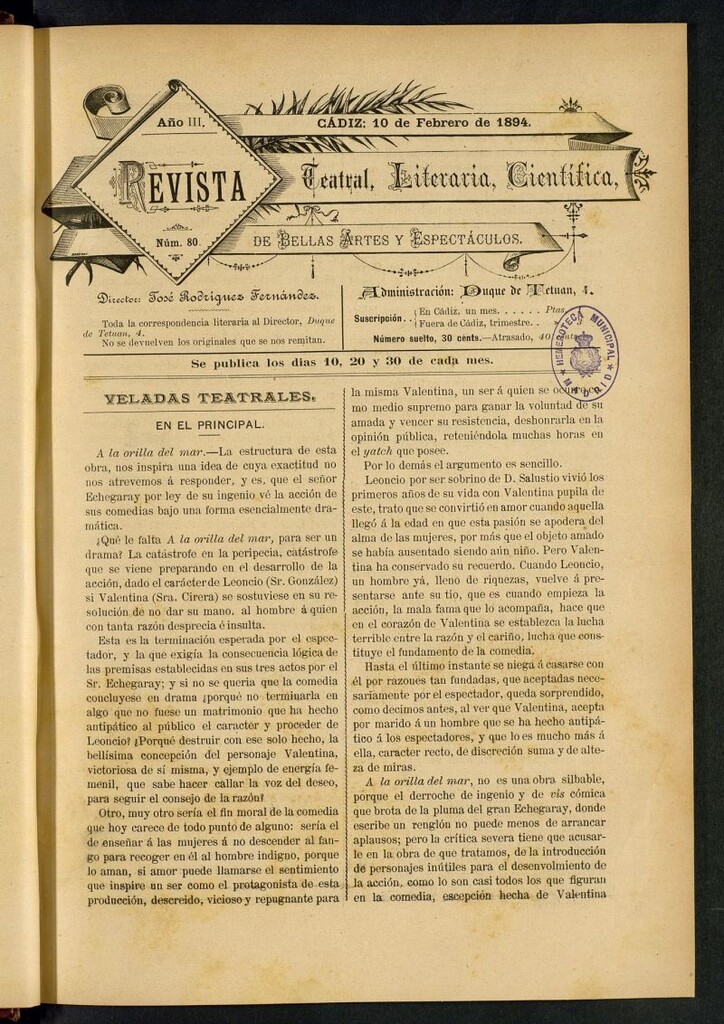 Año III.
CÁDIZ: 10 de Febrero de 1894.
REVISTA
Teatral, Literaria, Científica,
Núm. 80.
DE BELLAS ARTES Y ESPECTÁCULOS.
Director: José Rodríguez Fernández.
Toda la correspondencia literaria al Director, Duque
de Tetuan, 4.
No se devuelven los originales que se nos remitan.
Administración: Duque de Tetuan, 4.
Suscripción..
En Cádiz, un mes. . . . . . Ptas
Fuera de Cádiz, trimestre. .
Número suelto, 30 cents.—Atrasado, 40
HEMEROTECA MUNICIPAL
MADRID
Se publica los dias 10, 20 y 30 de cada mes.
VELADAS TEATRALES.
EN EL PRINCIPAL.
A la orilla del mar.—La estructura de esta
obra, nos inspira una idea de cuya exactitud no
nos atrevemos á responder, y es, que el señor
Echegaray por ley de su ingenio vé la acción de
sus comedias bajo una forma esencialmente dra-
mática.
¿Qué le falta A la orilla del mar, para ser un
drama? La catástrofe en la peripecia, catástrofe
que se viene preparando en el desarrollo de la
acción, dado el carácter de Leoncio (Sr. González)
si Valentina (Sra. Cirera) se sostuviese en su re-
solución de no dar su mano, al hombre á quien
con tanta razón desprecia é insulta.
Esta es la terminación esperada por el espec-
tador, y la que exigía la consecuencia lógica de
las premisas establecidas en sus tres actos por el
Sr. Echegaray; y si no se queria que la comedia
concluyese en drama ¿porqué no terminarla en
algo que no fuese un matrimonio que ha hecho
antipático al público el caracter y proceder de
Leoncio? ¿Porqué destruir con ese solo hecho, la
bellísima concepción del personaje Valentina,
victoriosa de sí misma, y ejemplo de energía fe-
menil, que sabe hacer callar la voz del deseo,
para seguir el consejo de la razón?
Otro, muy otro sería el fin moral de la comedia
que hoy carece de todo punto de alguno: sería el
de enseñar á las mujeres á no descender al fan-
go para recoger en él al hombre indigno, porque
lo aman, si amor puede llamarse el sentimiento
que inspire un ser como el protagonista de esta
producción, descreido, vicioso y repugnante para
la misma Valentina, un ser á quien se ocurre co-
mo medio supremo para ganar la voluntad de su
amada y vencer su resistencia, deshonrarla en la
opinión pública, reteniéndola muchas horas en
el yatch que posee.
Por lo demás el argumento es sencillo.
Leoncio por ser sobrino de D. Salustio vivió los
primeros años de su vida con Valentina pupila de
este, trato que se convirtió en amor cuando aquella
llegó á la edad en que esta pasión se apodera del
alma de las mujeres, por más que el objeto amado
se había ausentado siendo aún niño. Pero Valen-
tina ha conservado su recuerdo. Cuando Leoncio,
un hombre yá, lleno de riquezas, vuelve á pre-
sentarse ante su tio, que es cuando empieza la
acción, la mala fama que lo acompaña, hace que
en el corazón de Valentina se establezca la lucha
terrible entre la razón y el cariño, lucha que cons-
tituye el fundamento de la comedia.
Hasta el último instante se niega á casarse con
él por razones tan fundadas, que aceptadas nece-
sariamente por el espectador, queda sorprendido,
como decimos antes, al ver que Valentina, acepta
por marido á un hombre que se ha hecho antipá-
tico á los espectadores, y que lo es mucho más á
ella, caracter recto, de discreción suma y de alte-
za de miras.
A la orilla del mar, no es una obra silbable,
porque el derroche de ingenio y de vis cómica
que brota de la pluma del gran Echegaray, donde
escribe un renglón no puede menos de arrancar
aplausos; pero la crítica severa tiene que acusar-
le en la obra de que tratamos, de la introducción
de personajes inútiles para el desenvolmiento de
la acción, como lo son casi todos los que figuran
en la comedia, escepción hecha de Valentina